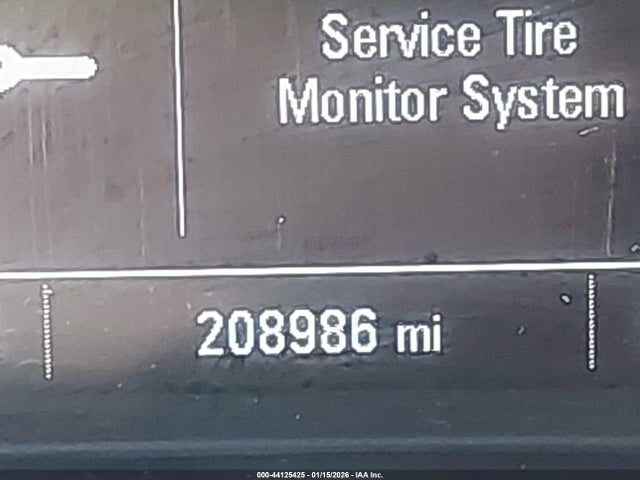 Service Tire
Monitor System
208986 mi
000-44125425 - 01/15/2026 - IAA Inc.